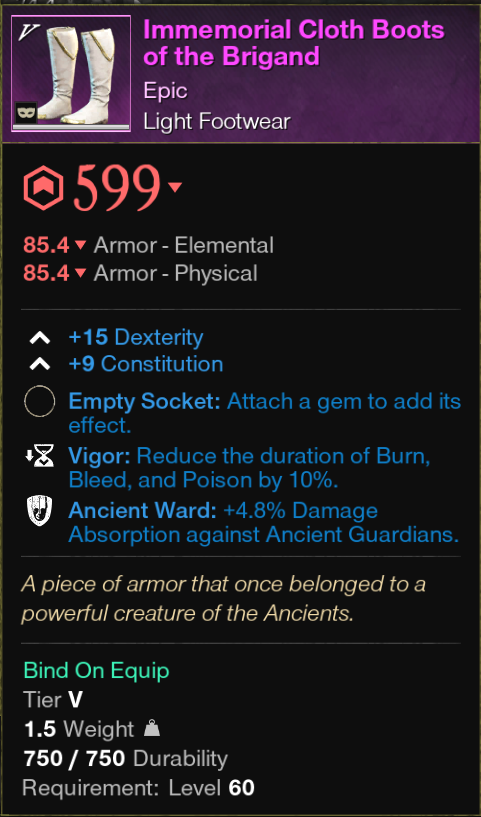 V
Immemorial Cloth Boots
of the Brigand
Epic
Light Footwear
599
85.4 Armor - Elemental
85.4 Armor - Physical
+15 Dexterity
+9 Constitution
Empty Socket: Attach a gem to add its
effect.
Vigor: Reduce the duration of Burn,
Bleed, and Poison by 10%.
Ancient Ward: +4.8% Damage
Absorption against Ancient Guardians.
A piece of armor that once belonged to a
powerful creature of the Ancients.
Bind On Equip
Tier V
1.5 Weight
750 / 750 Durability
Requirement: Level 60